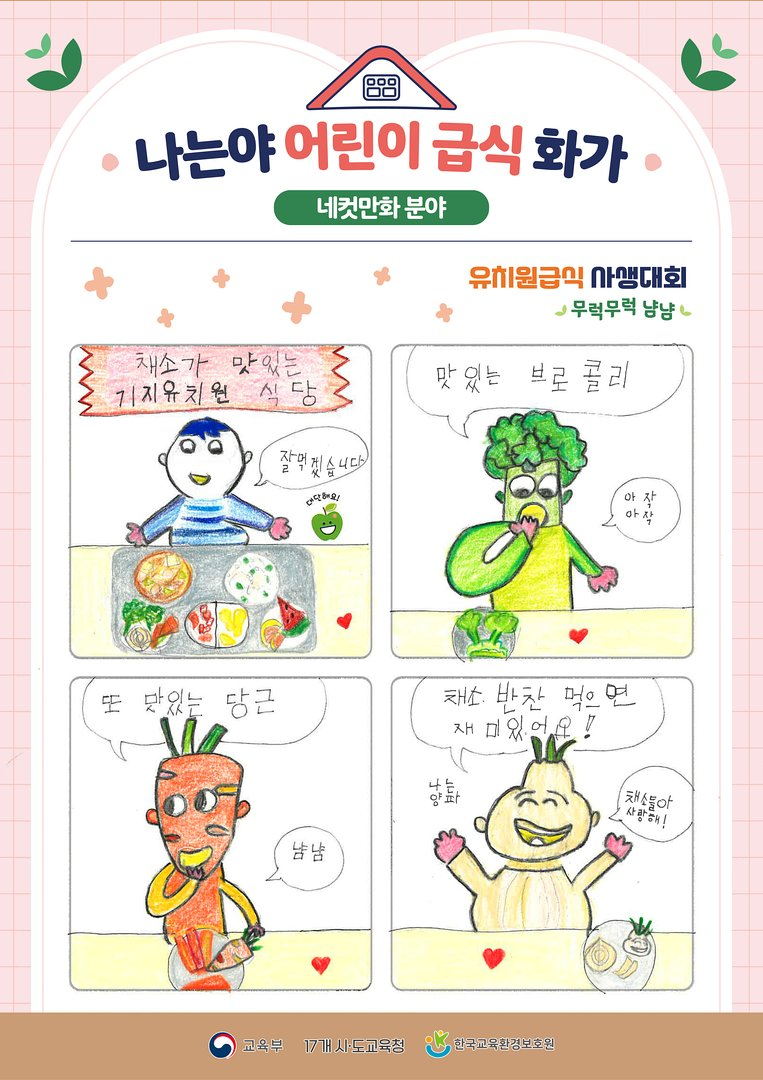 나는야 어린이 급식 화가
네컷만화 분야
유치원급식 사생대회
무럭무럭 냠냠
채소가 맛있는
기지유치원 식당
잘먹겠습니다
대단해요!
맛있는 브로콜리
아작
아작
또 맛있는 당근
냠냠
채소 반찬 먹으면
재미있어요!
나는
양파
채소들아
사랑해!
교육부 17개 시·도교육청 한국교육환경보호원